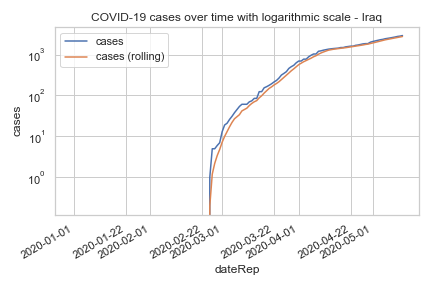 COVID-19 cases over time with logarithmic scale - Iraq
cases
cases (rolling)
10³
10²
10¹
10⁰
cases
2020-01-01
2020-01-22
2020-02-01
2020-02-22
2020-03-01
2020-03-22
2020-04-01
2020-04-22
2020-05-01
dateRep